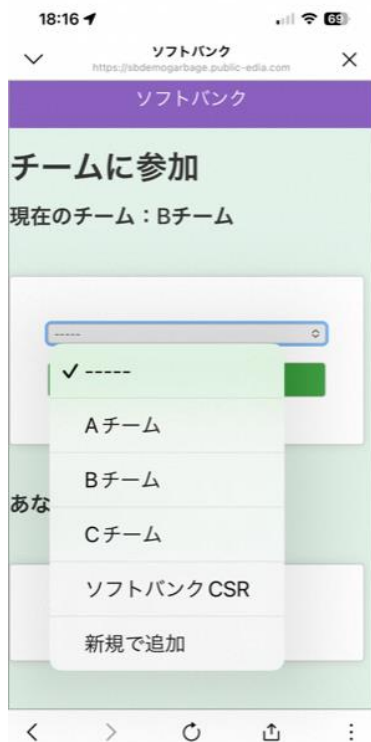 18:16
69
ソフトバンク
https://sbdemogarbage.public-edia.com
ソフトバンク
チームに参加
現在のチーム：Bチーム
-----
✓ -----
Aチーム
Bチーム
あな
Cチーム
ソフトバンクCSR
新規で追加